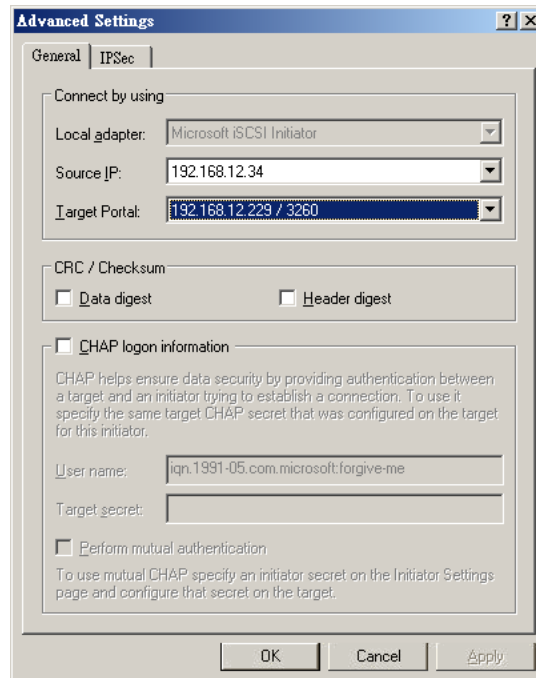 Advanced Settings
General
IPSec
Connect by using
Local adapter:
Microsoft iSCSI Initiator
Source IP:
192.168.12.34
Target Portal:
192.168.12.229 / 3260
CRC / Checksum
Data digest
Header digest
CHAP logon information
CHAP helps ensure data security by providing authentication between
a target and an initiator trying to establish a connection. To use it
specify the same target CHAP secret that was configured on the target
for this initiator.
User name:
iqn.1991-05.com.microsoft:forgive-me
Target secret:
Perform mutual authentication
To use mutual CHAP specify an initiator secret on the Initiator Settings
page and configure that secret on the target.
OK
Cancel
Apply